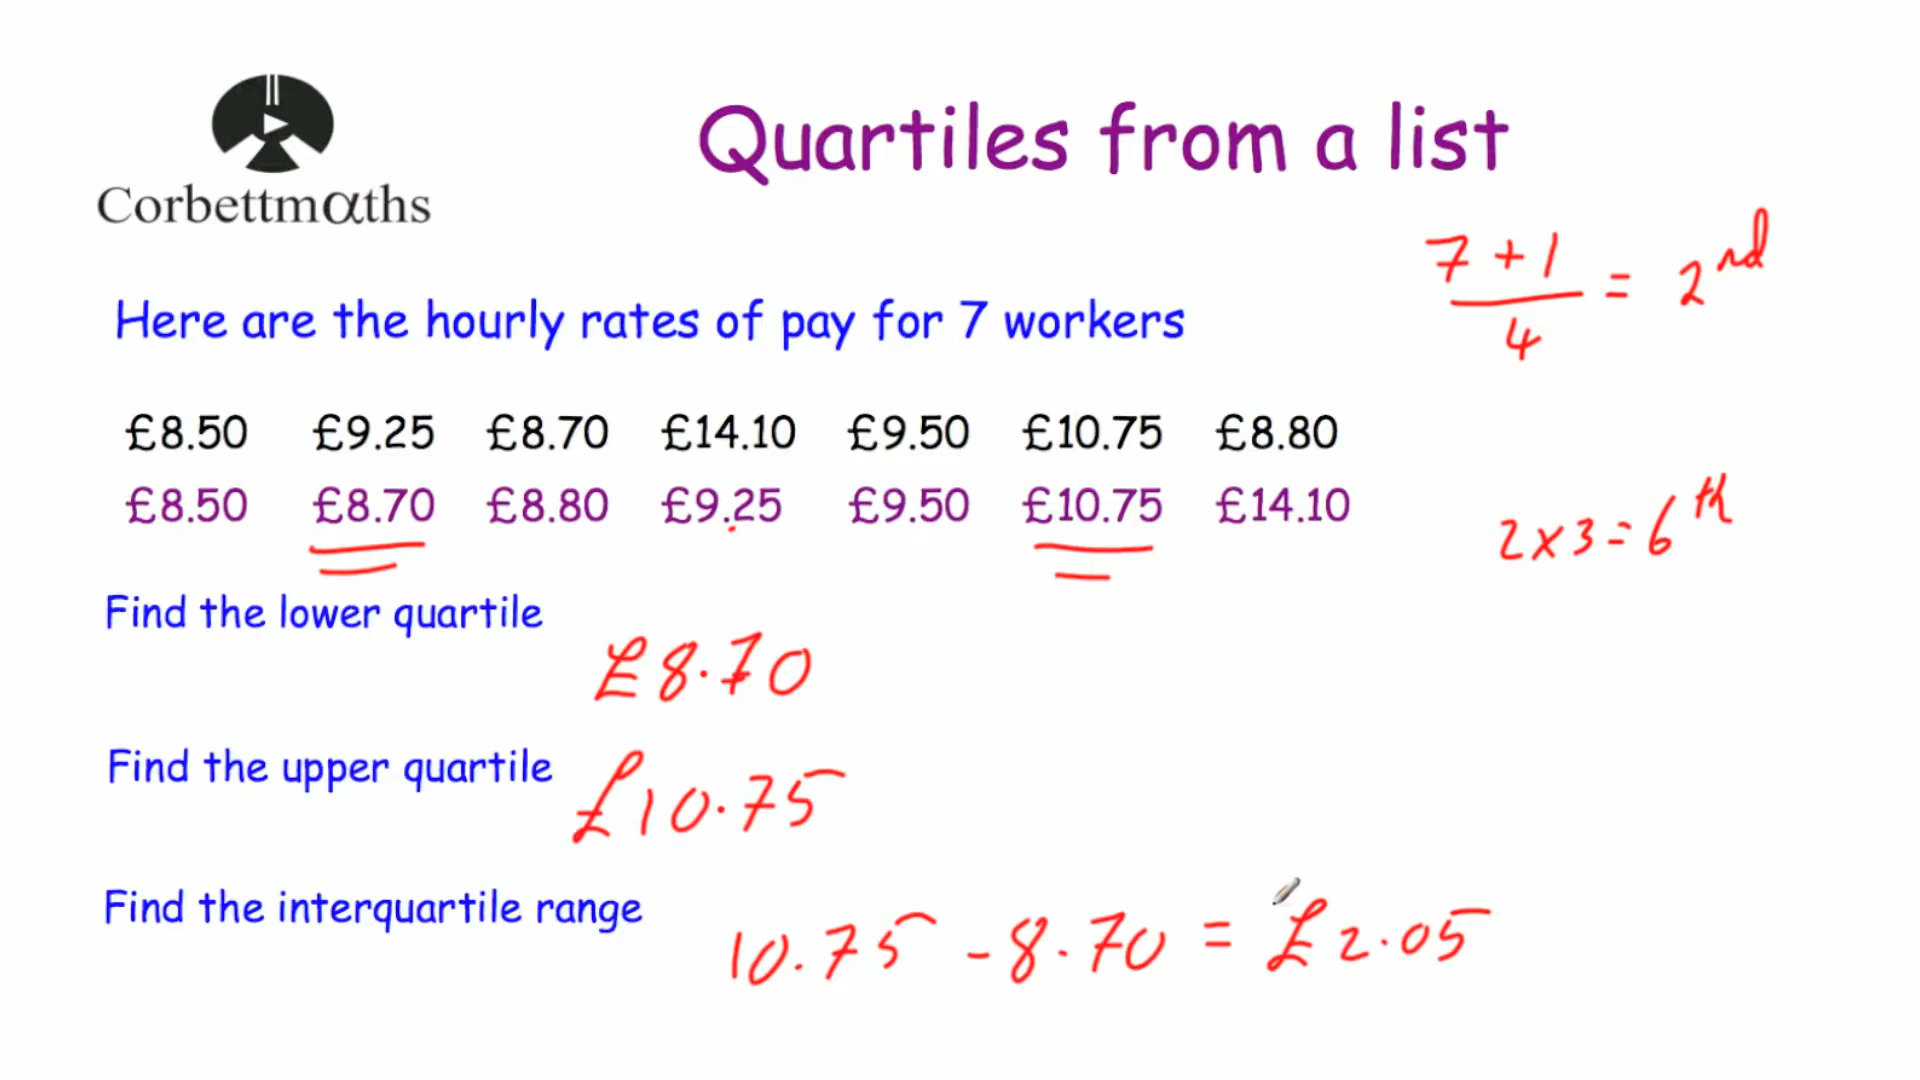 Corbettmαths
Quartiles from a list
7 + 1
4
= 2nd
Here are the hourly rates of pay for 7 workers
£8.50 £9.25 £8.70 £14.10 £9.50 £10.75 £8.80
£8.50 £8.70 £8.80 £9.25 £9.50 £10.75 £14.10
2 x 3 = 6th
Find the lower quartile
£8.70
Find the upper quartile
£10.75
Find the interquartile range
10.75 - 8.70 = £2.05